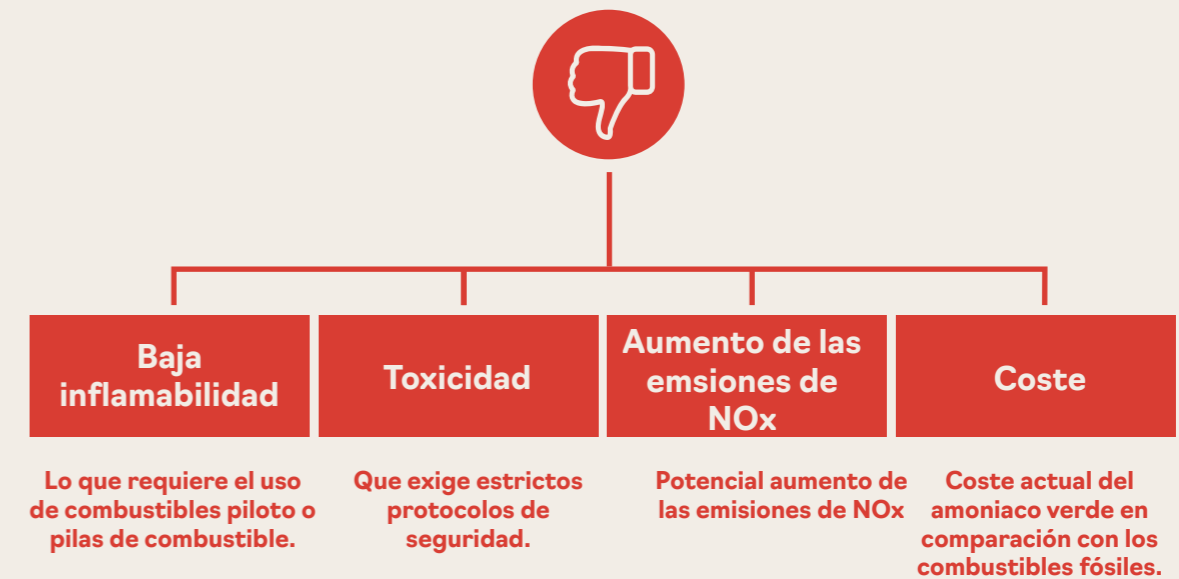 Baja
inflamabilidad
Toxicidad
Aumento de las
emsiones de
NOx
Coste
Lo que requiere el uso
de combustibles piloto o
pilas de combustible.
Que exige estrictos
protocolos de
seguridad.
Potencial aumento de
las emisiones de NOx
Coste actual del
amoniaco verde en
comparación con los
combustibles fósiles.